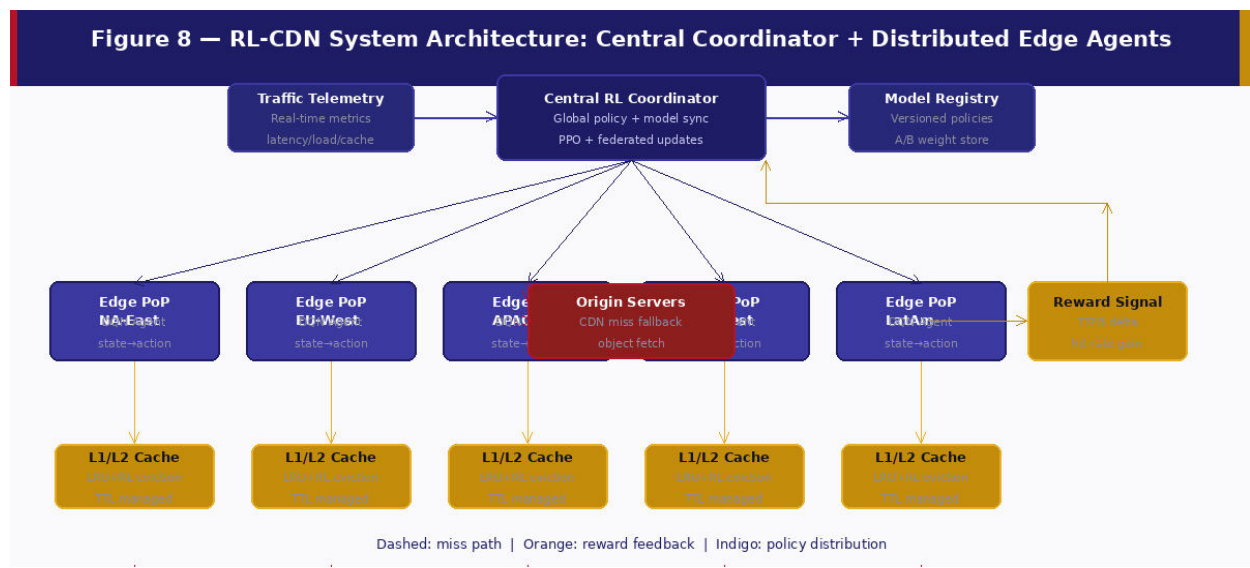 Figure 8 — RL-CDN System Architecture: Central Coordinator + Distributed Edge Agents
Traffic Telemetry
Real-time metrics
latency/load/cache
Central RL Coordinator
Global policy + model sync
PPO + federated updates
Model Registry
Versioned policies
A/B weight store
Edge PoP
NA-East
state→action
Edge PoP
EU-West
state→action
Edge
APAC
Origin Servers
CDN miss fallback
object fetch
PoP
Edge PoP
LatAm
Agent
state→action
Reward Signal
L1/L2 Cache
TTL managed
L1/L2 Cache
TTL managed
L1/L2 Cache
TTL managed
L1/L2 Cache
TTL managed
L1/L2 Cache
TTL managed
Dashed: miss path | Orange: reward feedback | Indigo: policy distribution